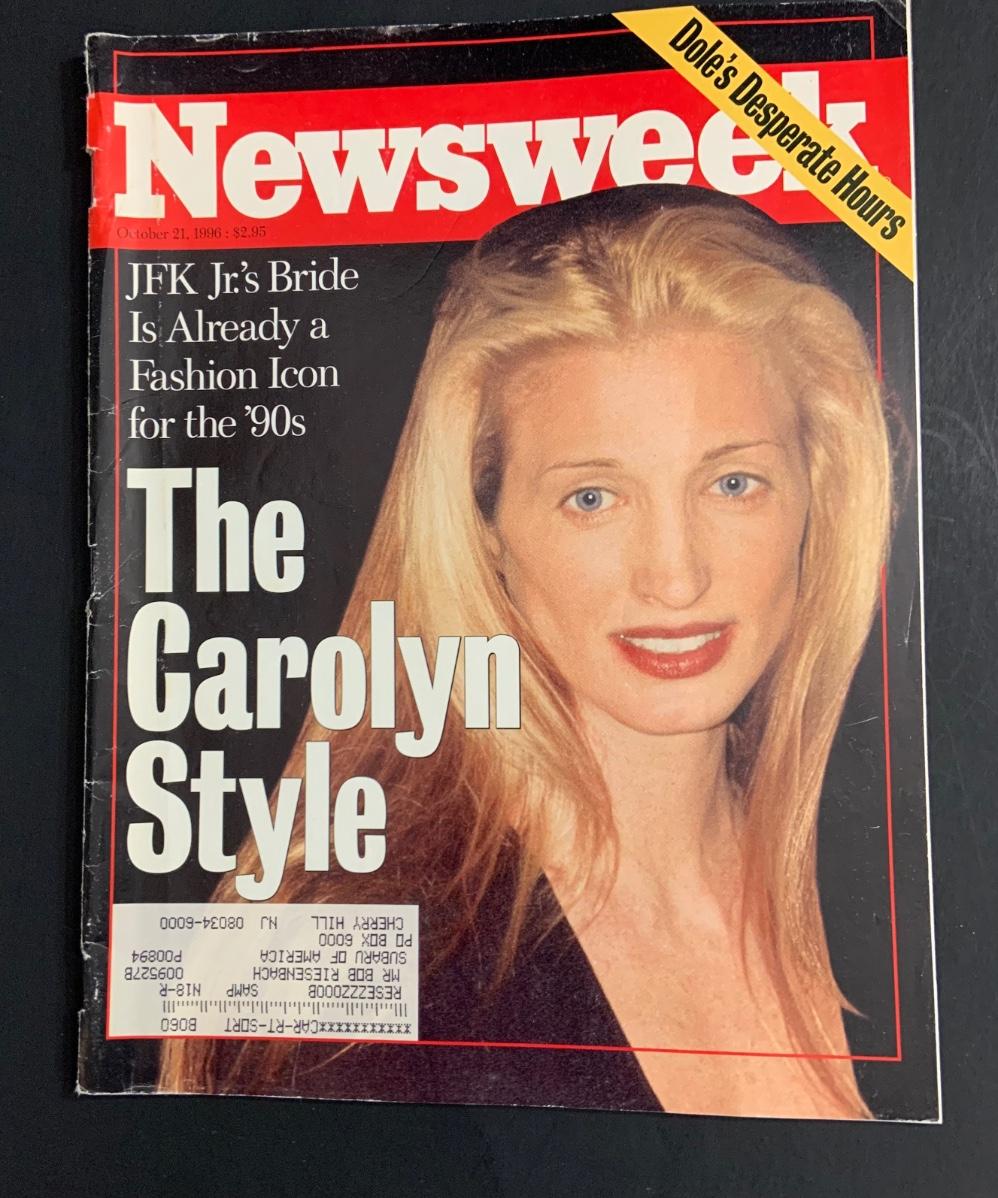 Dole's Desperate Hours
Newsweek
October 21, 1996 : $2.95
JFK Jr.'s Bride
Is Already a
Fashion Icon
for the '90s
The
Carolyn
Style
************CAR-RT-SORT B060
RESEZZZ000B SAMP N18-R
MR BOB RIESENBACH 009527B
SUBARU OF AMERICA P00894
PO BOX 6000
CHERRY HILL NJ 08034-6000